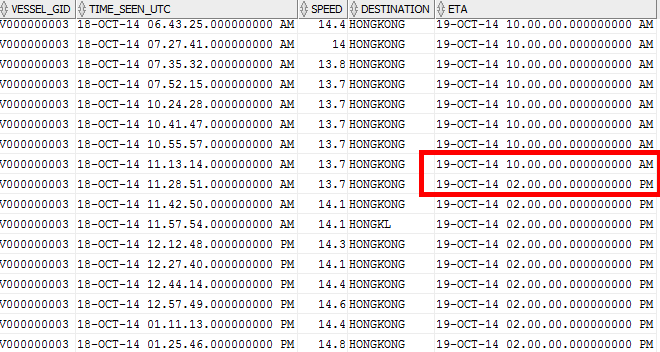 VESSEL_GID TIME_SEEN_UTC SPEED DESTINATION ETA
V000000003 18-OCT-14 06.43.25.000000000 AM 14.4 HONGKONG 19-OCT-14 10.00.00.000000000 AM
V000000003 18-OCT-14 07.27.41.000000000 AM 14 HONGKONG 19-OCT-14 10.00.00.000000000 AM
V000000003 18-OCT-14 07.35.32.000000000 AM 13.8 HONGKONG 19-OCT-14 10.00.00.000000000 AM
V000000003 18-OCT-14 07.52.15.000000000 AM 13.7 HONGKONG 19-OCT-14 10.00.00.000000000 AM
V000000003 18-OCT-14 10.24.28.000000000 AM 13.7 HONGKONG 19-OCT-14 10.00.00.000000000 AM
V000000003 18-OCT-14 10.41.47.000000000 AM 13.7 HONGKONG 19-OCT-14 10.00.00.000000000 AM
V000000003 18-OCT-14 10.55.57.000000000 AM 13.7 HONGKONG 19-OCT-14 10.00.00.000000000 AM
V000000003 18-OCT-14 11.13.14.000000000 AM 13.7 HONGKONG 19-OCT-14 10.00.00.000000000 AM
V000000003 18-OCT-14 11.28.51.000000000 AM 13.7 HONGKONG 19-OCT-14 02.00.00.000000000 PM
V000000003 18-OCT-14 11.42.50.000000000 AM 14.1 HONGKONG 19-OCT-14 02.00.00.000000000 PM
V000000003 18-OCT-14 11.57.54.000000000 AM 14.1 HONGKL 19-OCT-14 02.00.00.000000000 PM
V000000003 18-OCT-14 12.12.48.000000000 PM 14.3 HONGKONG 19-OCT-14 02.00.00.000000000 PM
V000000003 18-OCT-14 12.27.40.000000000 PM 14.1 HONGKONG 19-OCT-14 02.00.00.000000000 PM
V000000003 18-OCT-14 12.44.14.000000000 PM 14.4 HONGKONG 19-OCT-14 02.00.00.000000000 PM
V000000003 18-OCT-14 12.57.49.000000000 PM 14.6 HONGKONG 19-OCT-14 02.00.00.000000000 PM
V000000003 18-OCT-14 01.11.13.000000000 PM 14.4 HONGKONG 19-OCT-14 02.00.00.000000000 PM
V000000003 18-OCT-14 01.25.46.000000000 PM 14.8 HONGKONG 19-OCT-14 02.00.00.000000000 PM